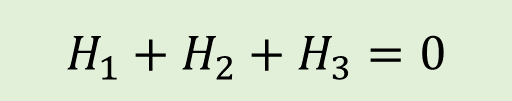 H₁ + H₂ + H₃ = 0